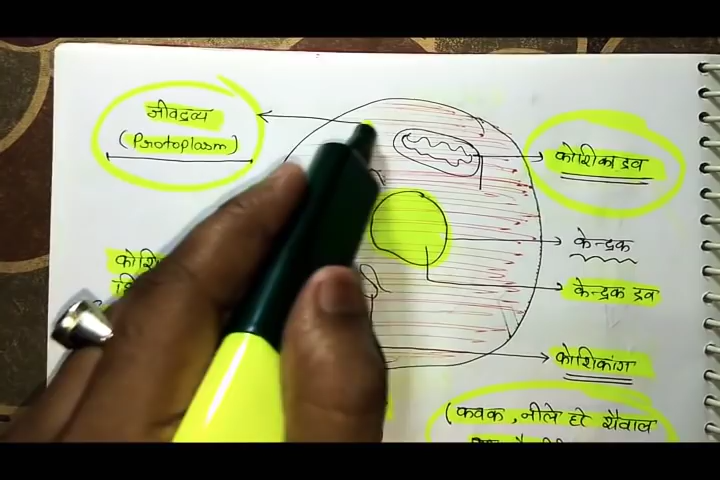 जीवद्रव्य
(Protoplasm)
कोशिका द्रव
केन्द्रक
केन्द्रक द्रव
कोशिकांग
(कवक, नीले हरे शैवाल